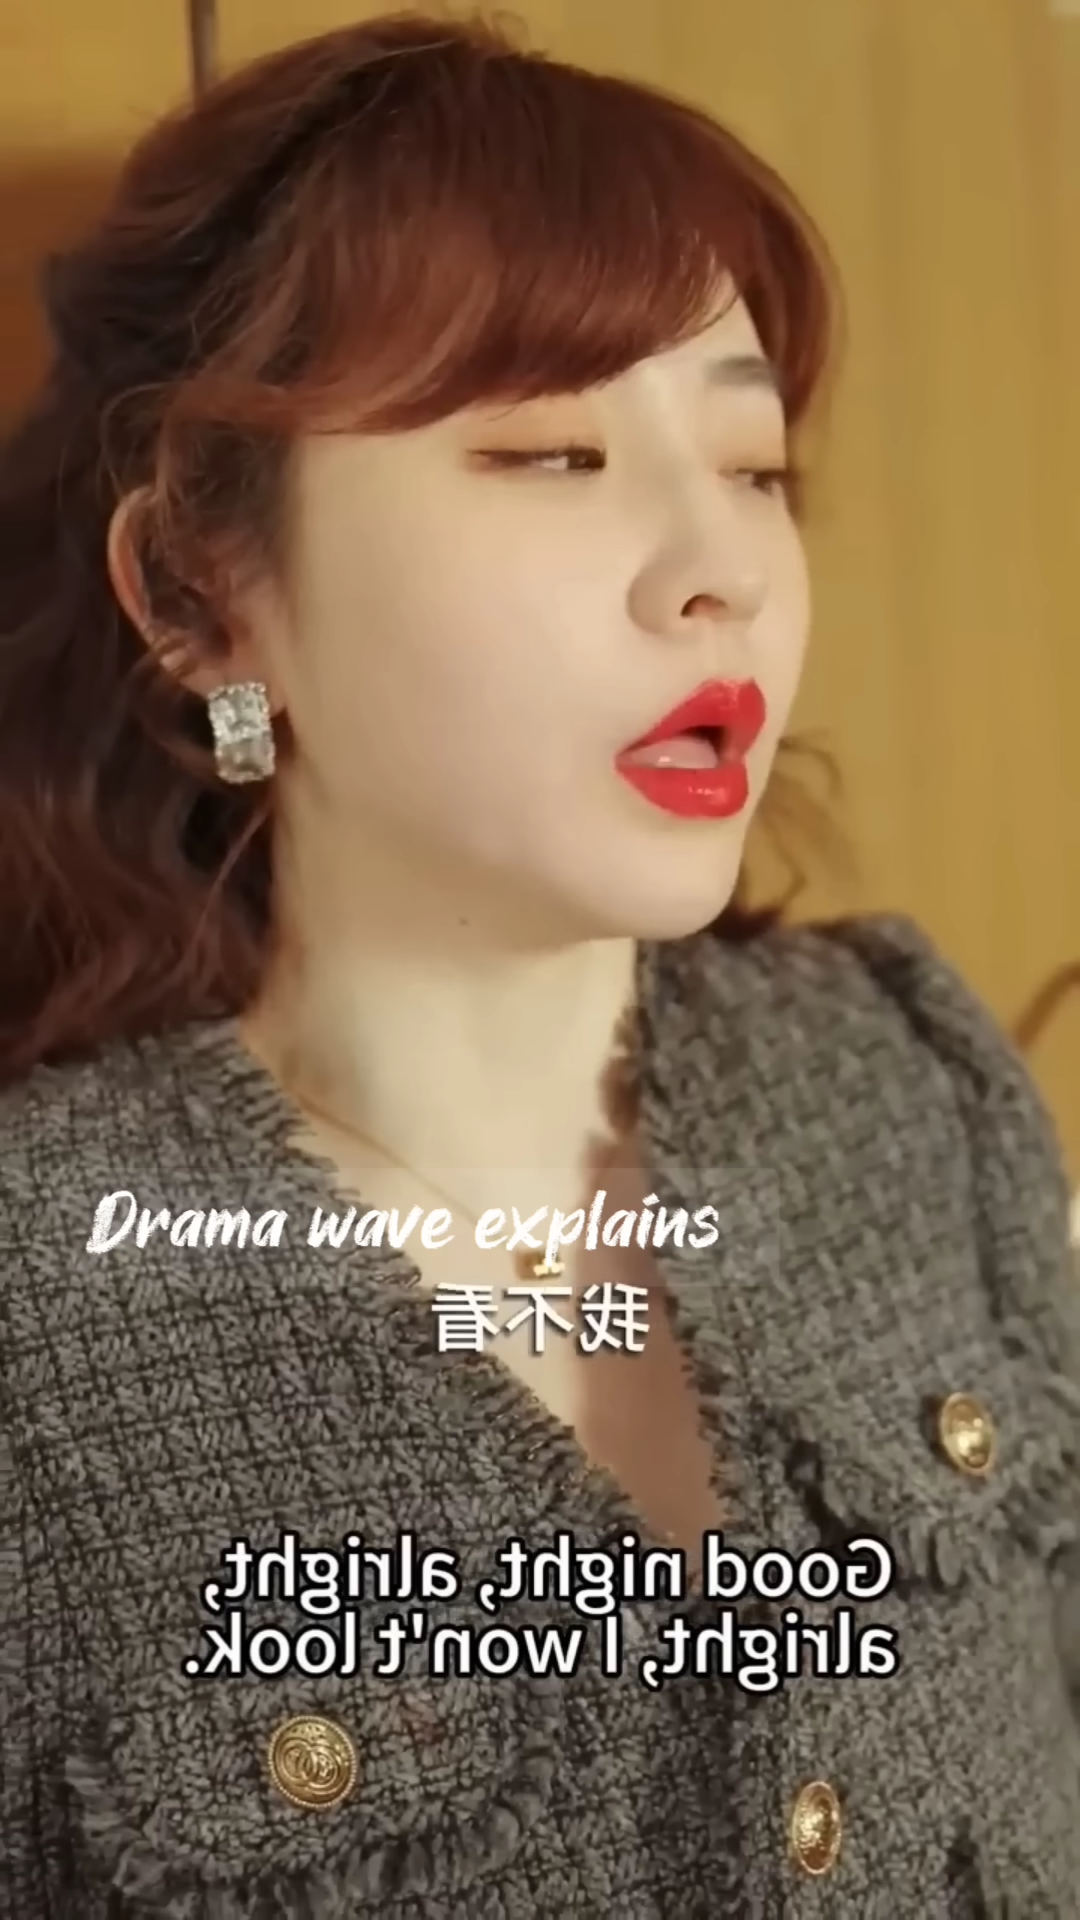 Drama wave explains
我不看
Good night, alright,
alright, I won't look.